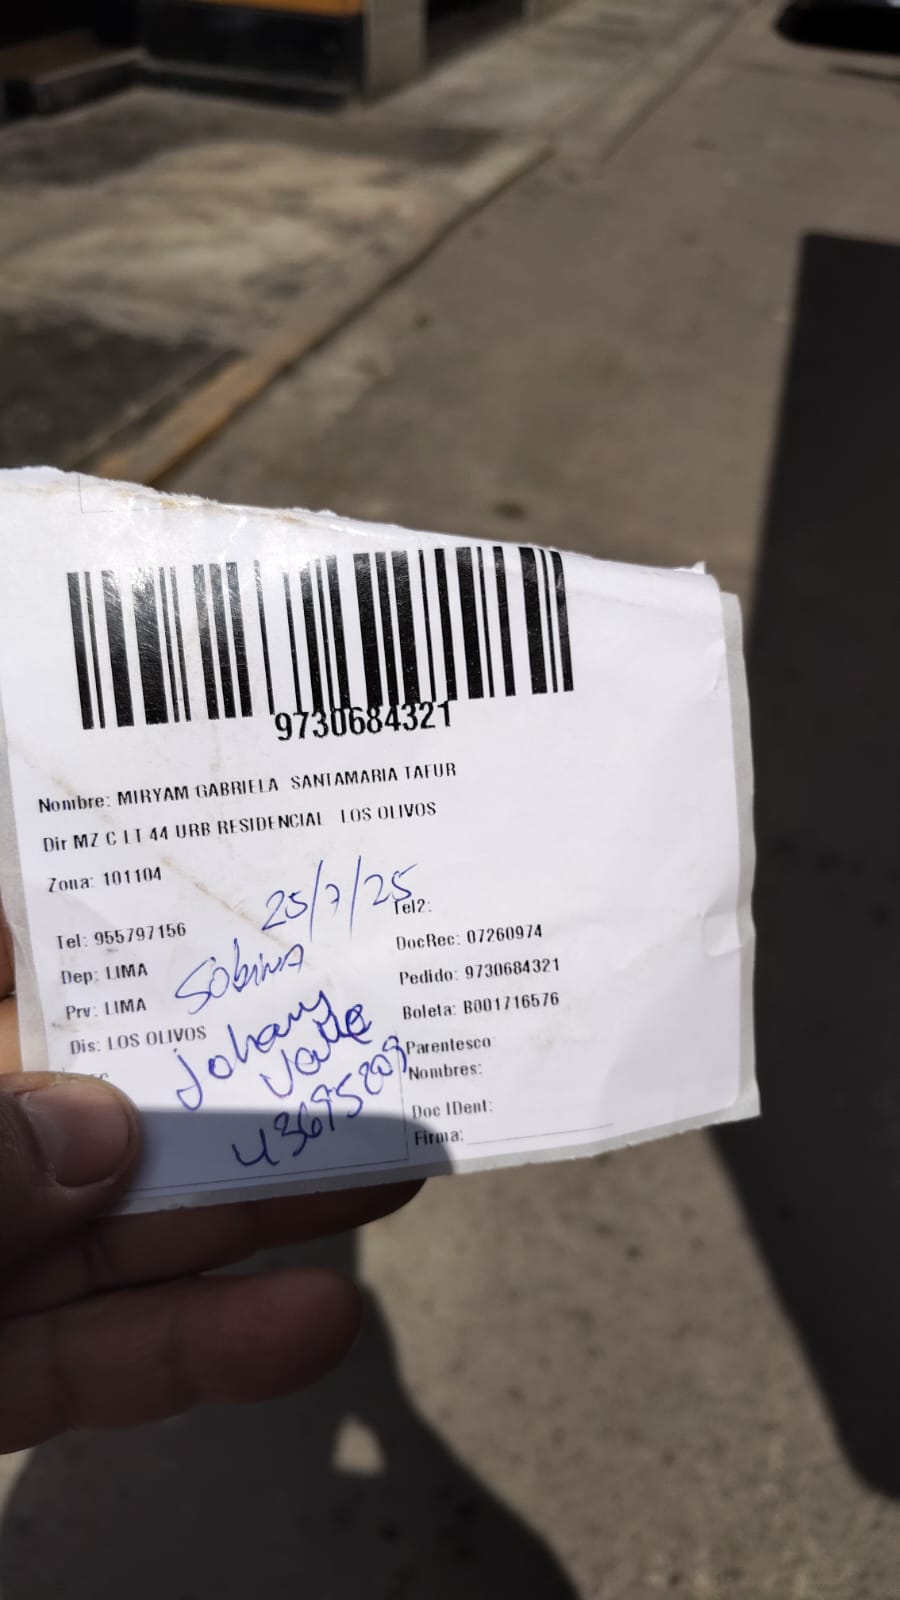 9730684321
Nombre: MIRYAM GABRIELA SANTAMARIA TAFUR
Dir MZ C LT 44 URB RESIDENCIAL LOS OLIVOS
Zona: 101104
25/7/25
Tel: 955797156
Tel2:
Dep: LIMA
Sobina
DocRec: 07260974
Prv: LIMA
Pedido: 9730684321
Dis: LOS OLIVOS
Boleta: B001716576
Johany
Valle
Parentesco:
Nombres:
Doc IDent:
Firma: